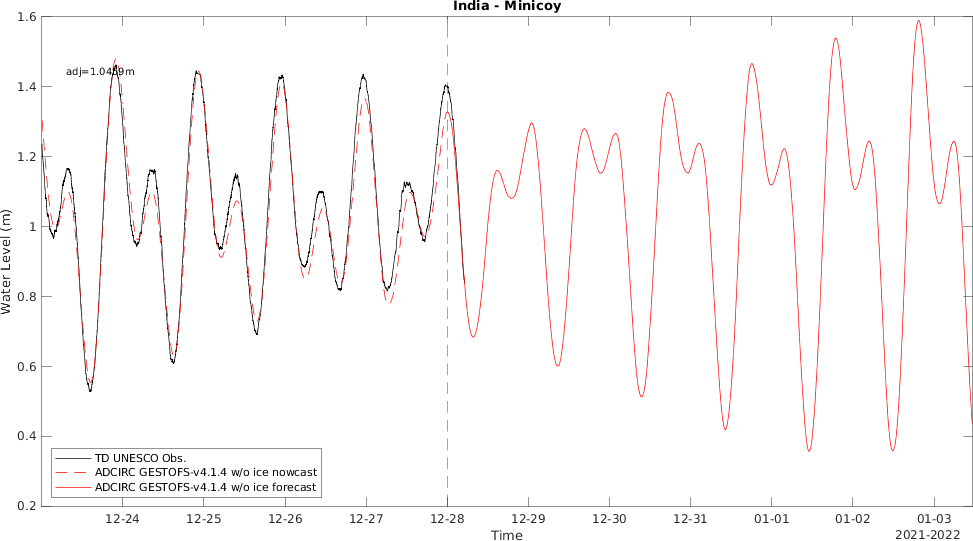 India - Minicoy
adj=1.0459m
Water Level (m)
1.6
1.4
1.2
1
0.8
0.6
0.4
0.2
TD UNESCO Obs.
ADCIRC GESTOFS-v4.1.4 w/o ice nowcast
ADCIRC GESTOFS-v4.1.4 w/o ice forecast
12-24
12-25
12-26
12-27
12-28
12-29
12-30
12-31
01-01
01-02
01-03
Time
2021-2022